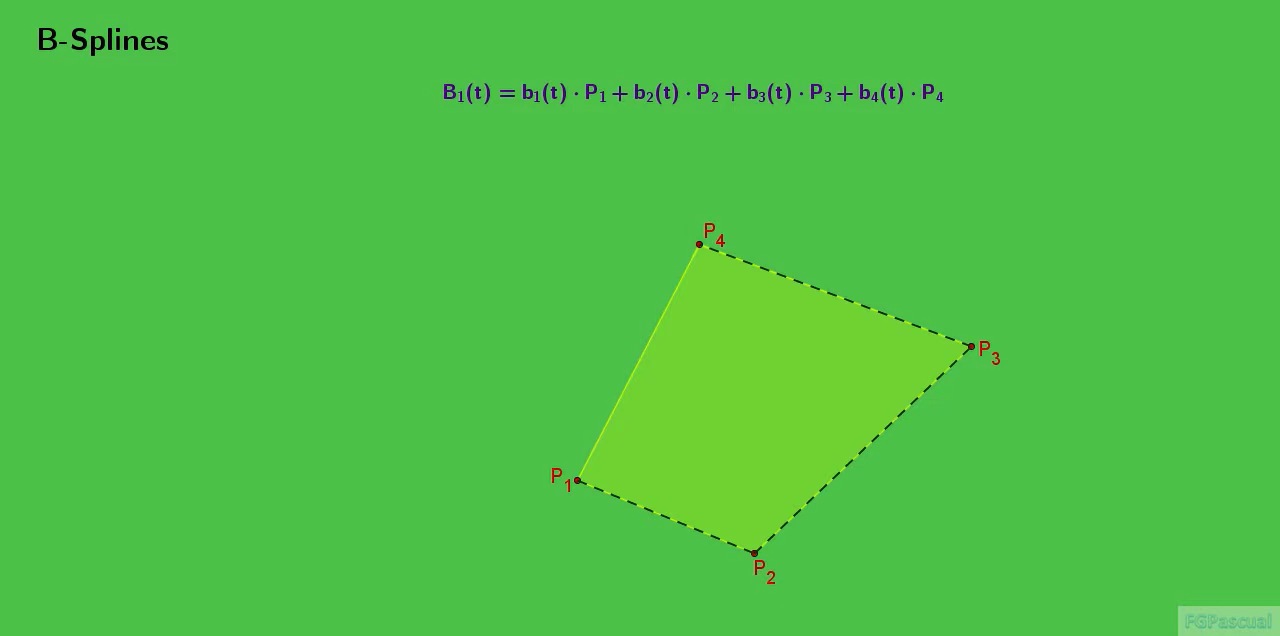 B-Splines
B₁(t) = b₁(t) · P₁ + b₂(t) · P₂ + b₃(t) · P₃ + b₄(t) · P₄
P₄
P₃
P₁
P₂
FGPascual